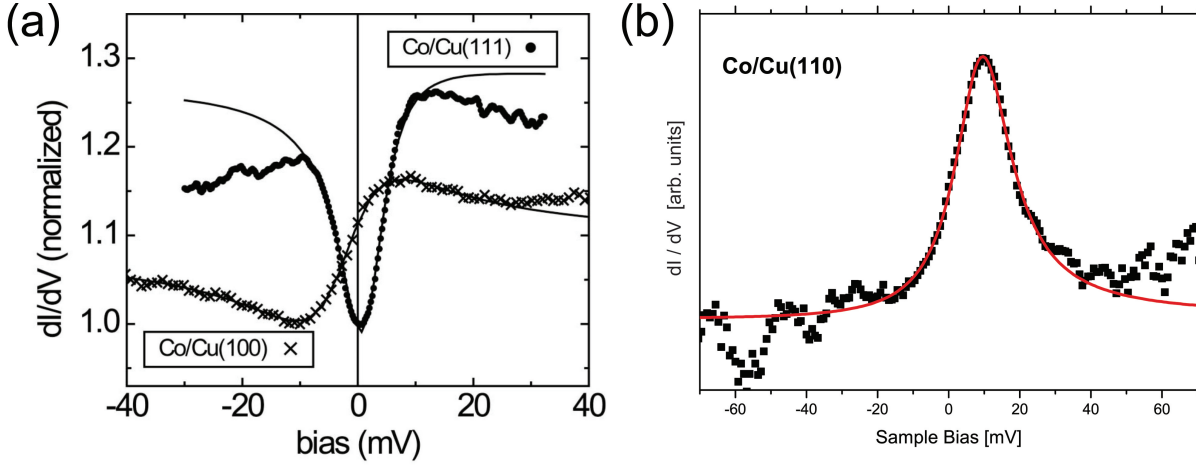 (a)
Co/Cu(111) ●
Co/Cu(100) ×
dI/dV (normalized)
1.3
1.2
1.1
1.0
-40
-20
0
20
40
bias (mV)
(b)
Co/Cu(110)
dI / dV [arb. units]
-60
-40
-20
0
20
40
60
Sample Bias [mV]